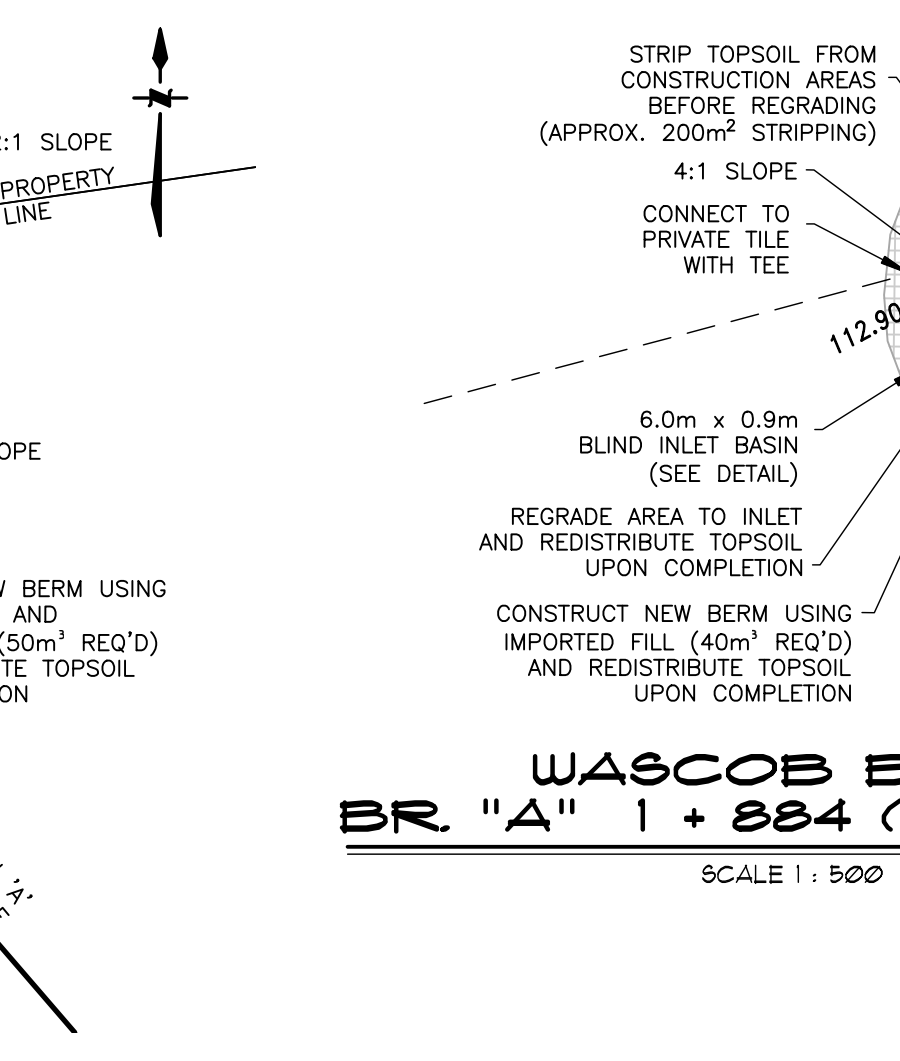 :1 SLOPE
PROPERTY
LINE
OPE
BERM USING
AND
(50m³ REQ'D)
TE TOPSOIL
ON
"A"
N
STRIP TOPSOIL FROM
CONSTRUCTION AREAS
BEFORE REGRADING
(APPROX. 200m² STRIPPING)
4:1 SLOPE
CONNECT TO
PRIVATE TILE
WITH TEE
112.90
6.0m x 0.9m
BLIND INLET BASIN
(SEE DETAIL)
REGRADE AREA TO INLET
AND REDISTRIBUTE TOPSOIL
UPON COMPLETION
CONSTRUCT NEW BERM USING
IMPORTED FILL (40m³ REQ'D)
AND REDISTRIBUTE TOPSOIL
UPON COMPLETION
WASCOB
BR. "A" 1 + 884 (
SCALE 1 : 500